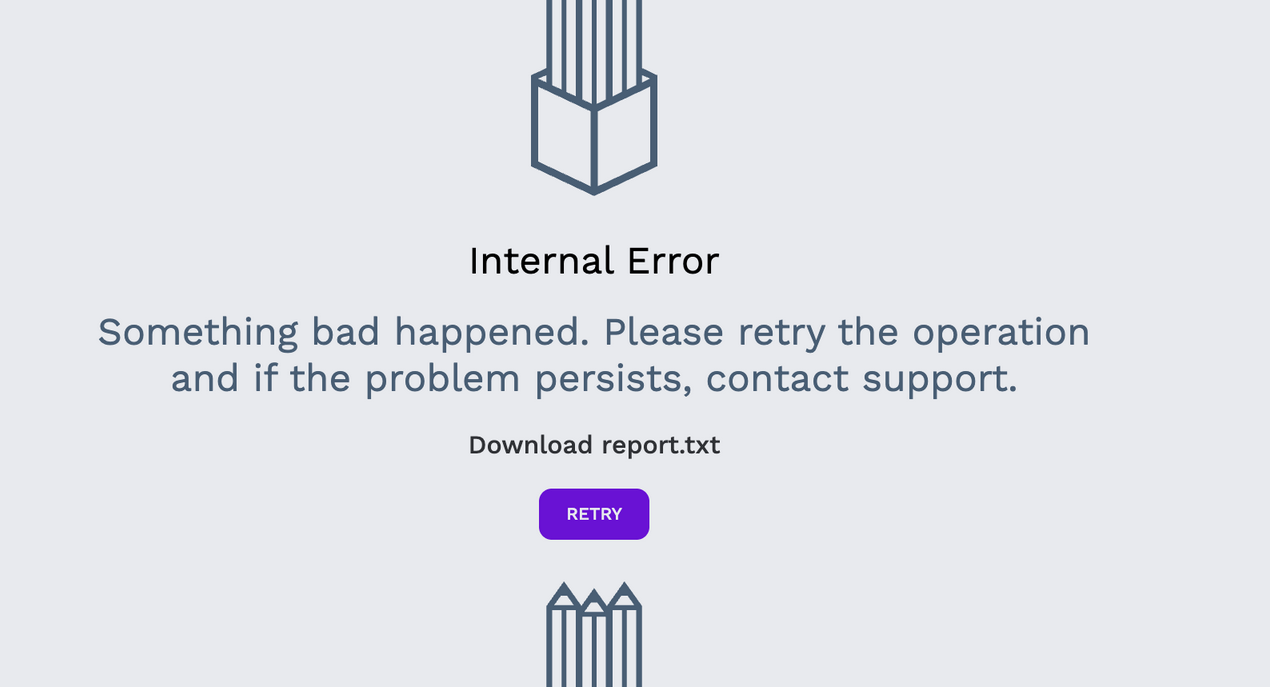 Internal Error
Something bad happened. Please retry the operation
and if the problem persists, contact support.
Download report.txt
RETRY